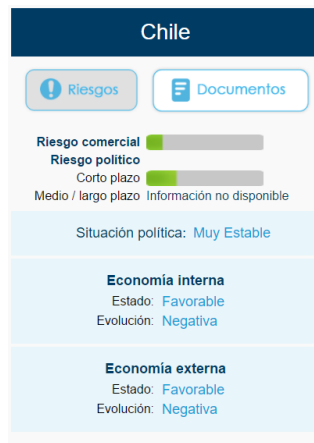 Chile
Riesgos
Documentos
Riesgo comercial
Riesgo político
Corto plazo
Medio / largo plazo Información no disponible
Situación política: Muy Estable
Economía interna
Estado: Favorable
Evolución: Negativa
Economía externa
Estado: Favorable
Evolución: Negativa